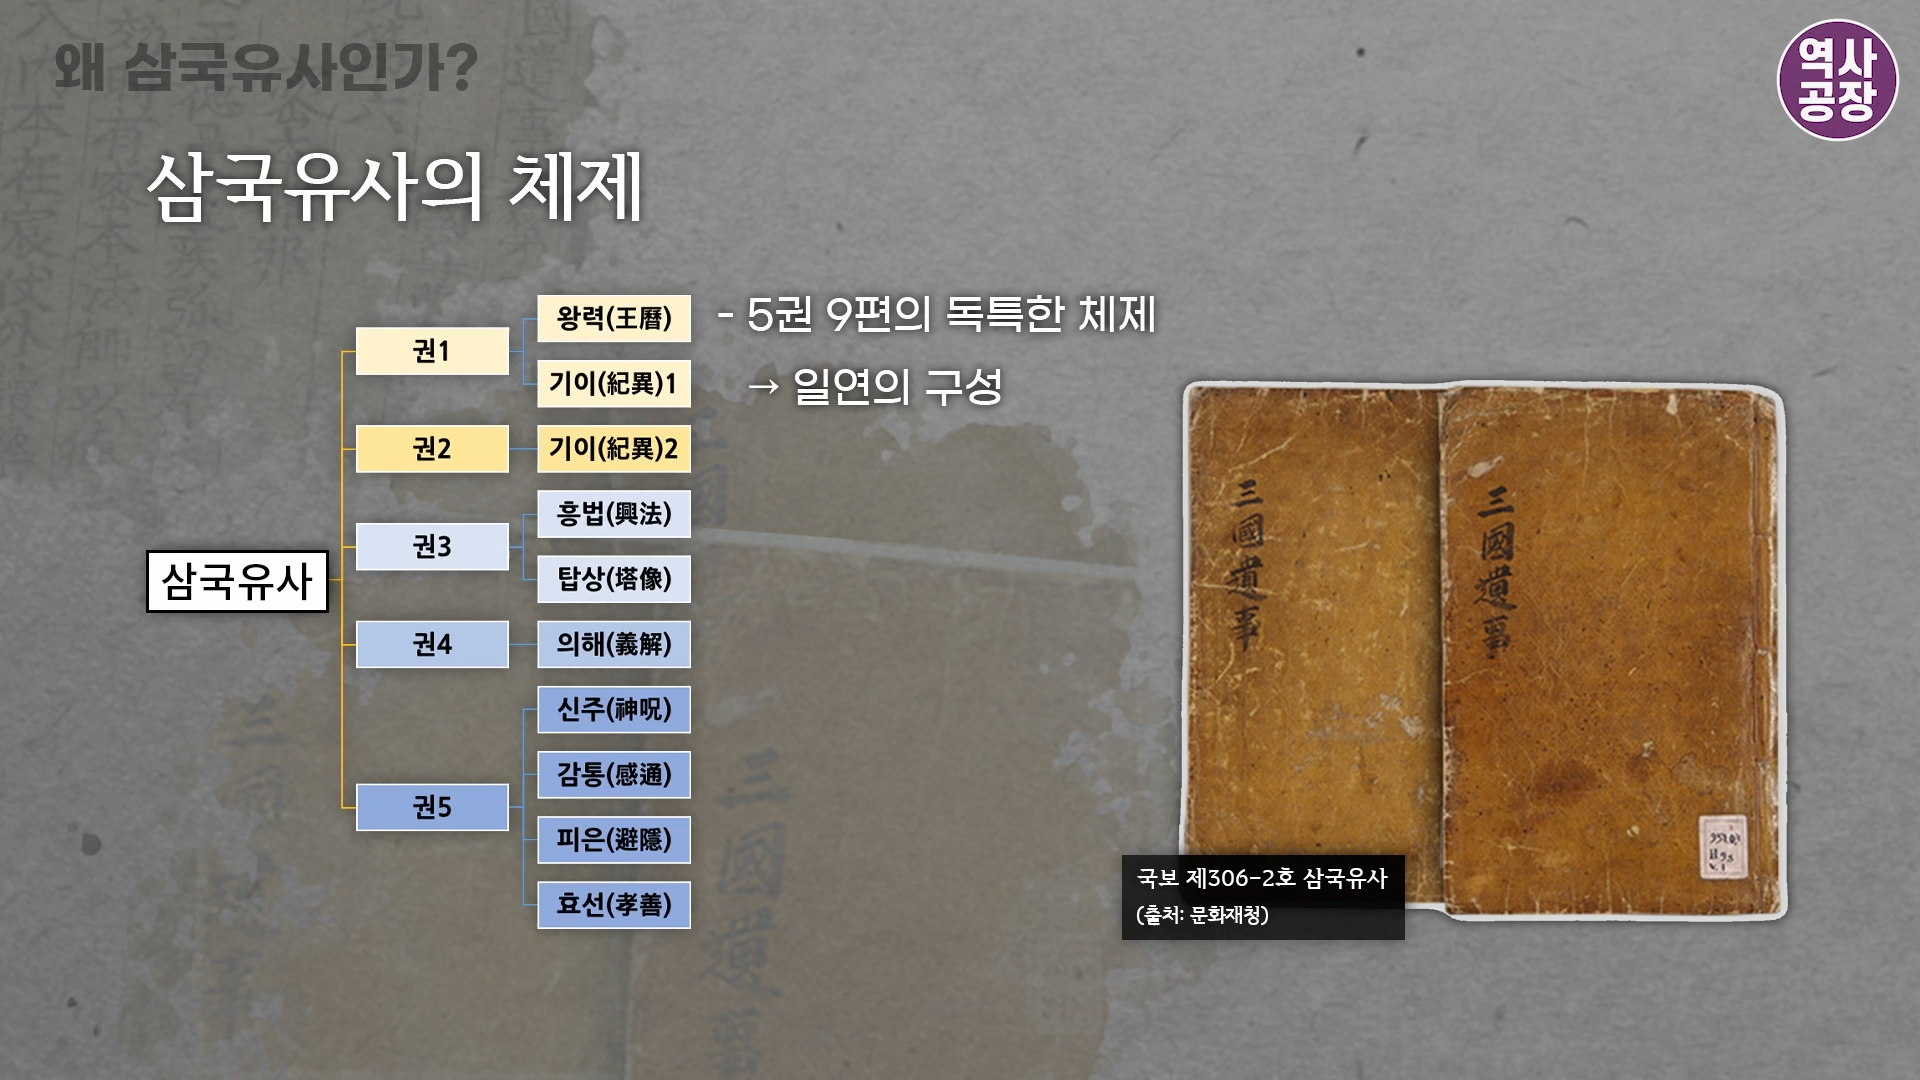 왜 삼국유사인가?
역사
공장
삼국유사의 체제
- 5권 9편의 독특한 체제
→ 일연의 구성
삼국유사
권1
왕력(王曆)
기이(紀異)1
권2
기이(紀異)2
권3
흥법(興法)
탑상(塔像)
권4
의해(義解)
권5
신주(神呪)
감통(感通)
피은(避隱)
효선(孝善)
三國遺事
三國遺事
국보 제306-2호 삼국유사
(출처: 문화재청)